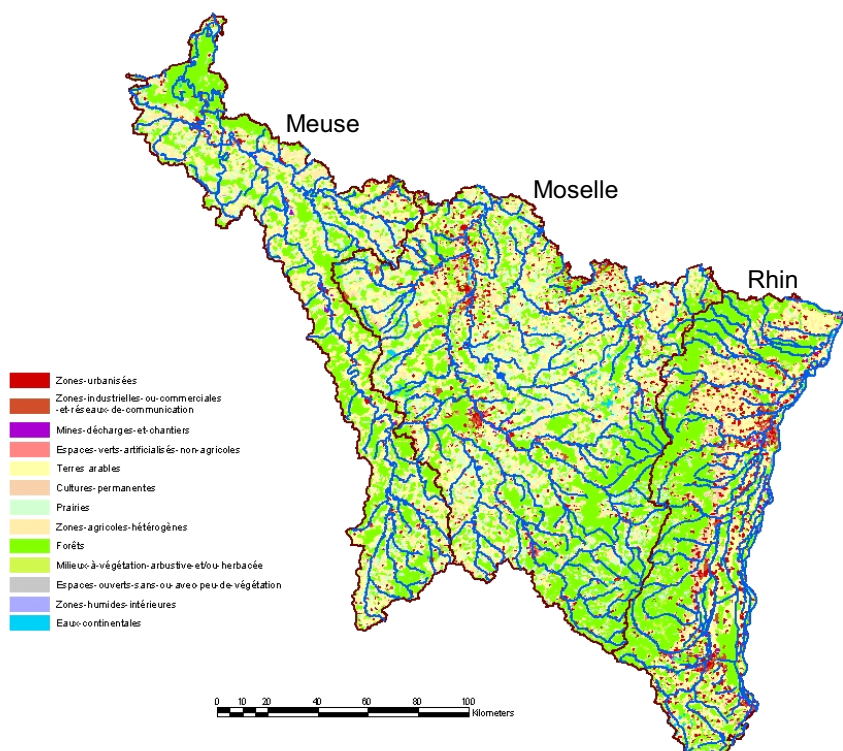 Meuse
Moselle
Rhin
Zones-urbanisées
Zones-industrielles-ou-commerciales
-et-réseaux-de-communication
Mines-décharges-et-chantiers
Espaces-verts-artificialisés-non-agricoles
Terres arables
Cultures-permanentes
Prairies
Zones-agricoles-hétérogènes
Forêts
Milieux-à-végétation-arbustive-et/ou-herbacée
Espaces-ouverts-sans-ou-avec-peu-de-végétation
Zones-humides-intérieures
Eaux-continentales
0 10 20 40 60 80 100
Kilometers